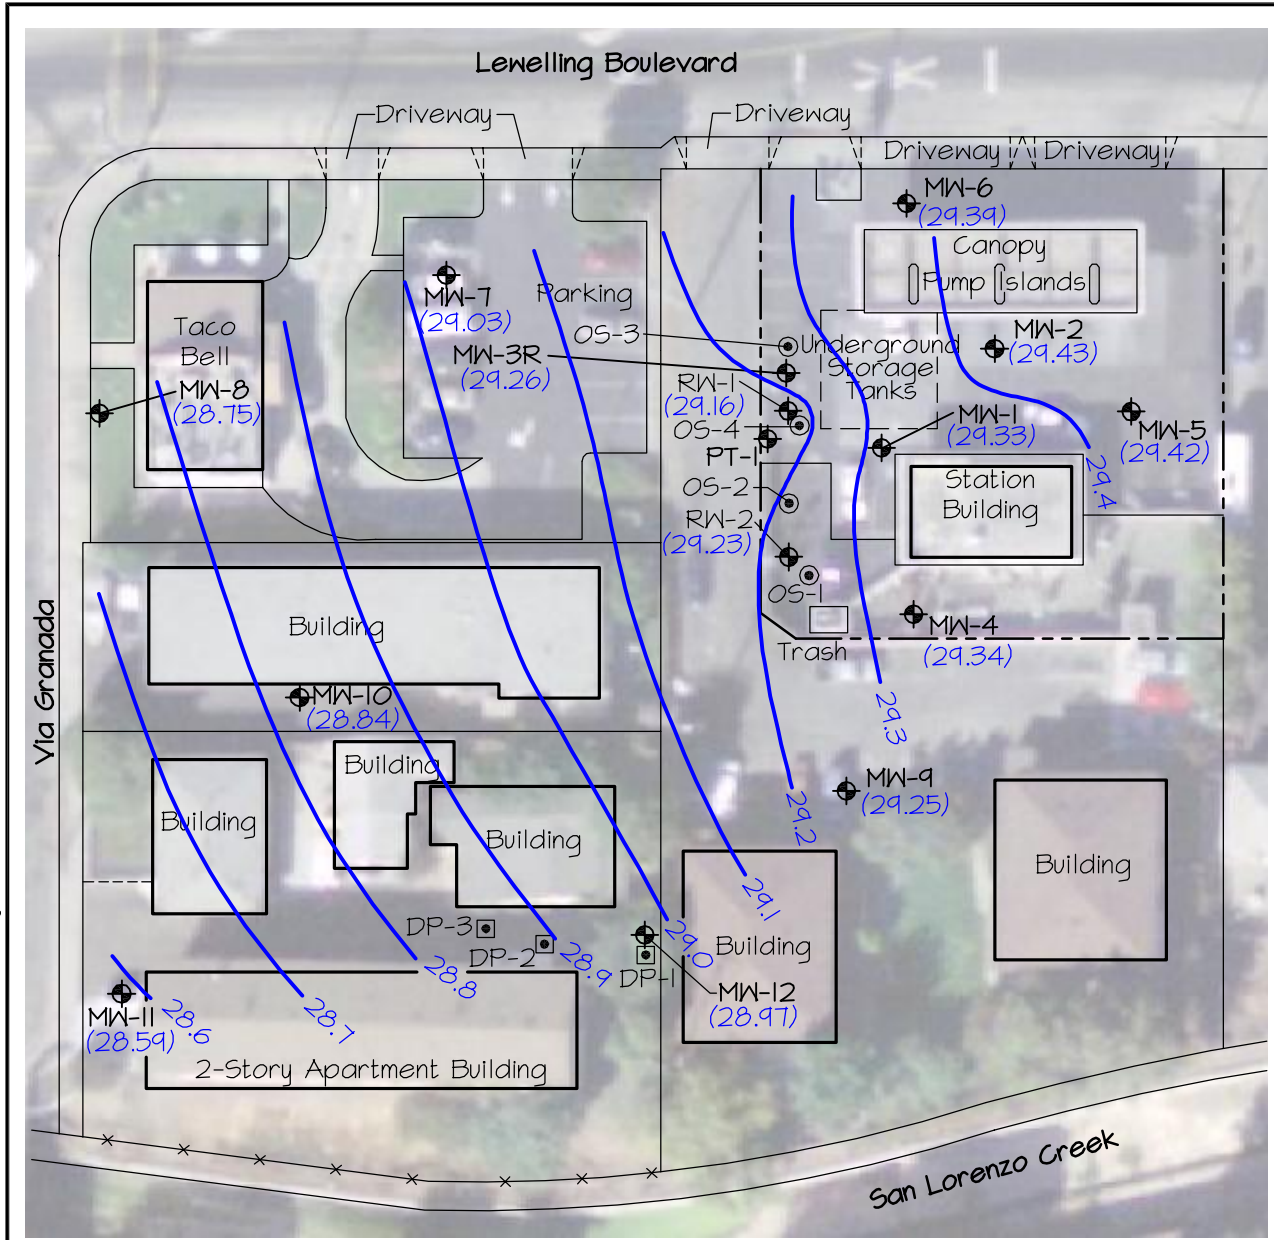 Lewelling Boulevard
Driveway
Driveway
Driveway
Driveway
MW-6
(29.39)
Canopy
Pump Islands
MW-7
(29.03)
Parking
OS-3
Taco
Bell
MW-3R
(29.26)
Underground
Storage
Tanks
MW-2
(29.43)
MW-8
(28.75)
RW-1
(29.16)
OS-4
PT-1
MW-1
(29.33)
MW-5
(29.42)
29.4
OS-2
RW-2
(29.23)
OS-1
Station
Building
Building
Trash
MW-4
(29.34)
Via Granada
MW-10
(28.84)
29.3
Building
Building
Building
MW-9
(29.25)
29.2
Building
29.1
DP-3
DP-2
DP-1
29.0
Building
28.9
28.8
28.7
28.6
MW-12
(28.97)
MW-11
(28.59)
2-Story Apartment Building
San Lorenzo Creek